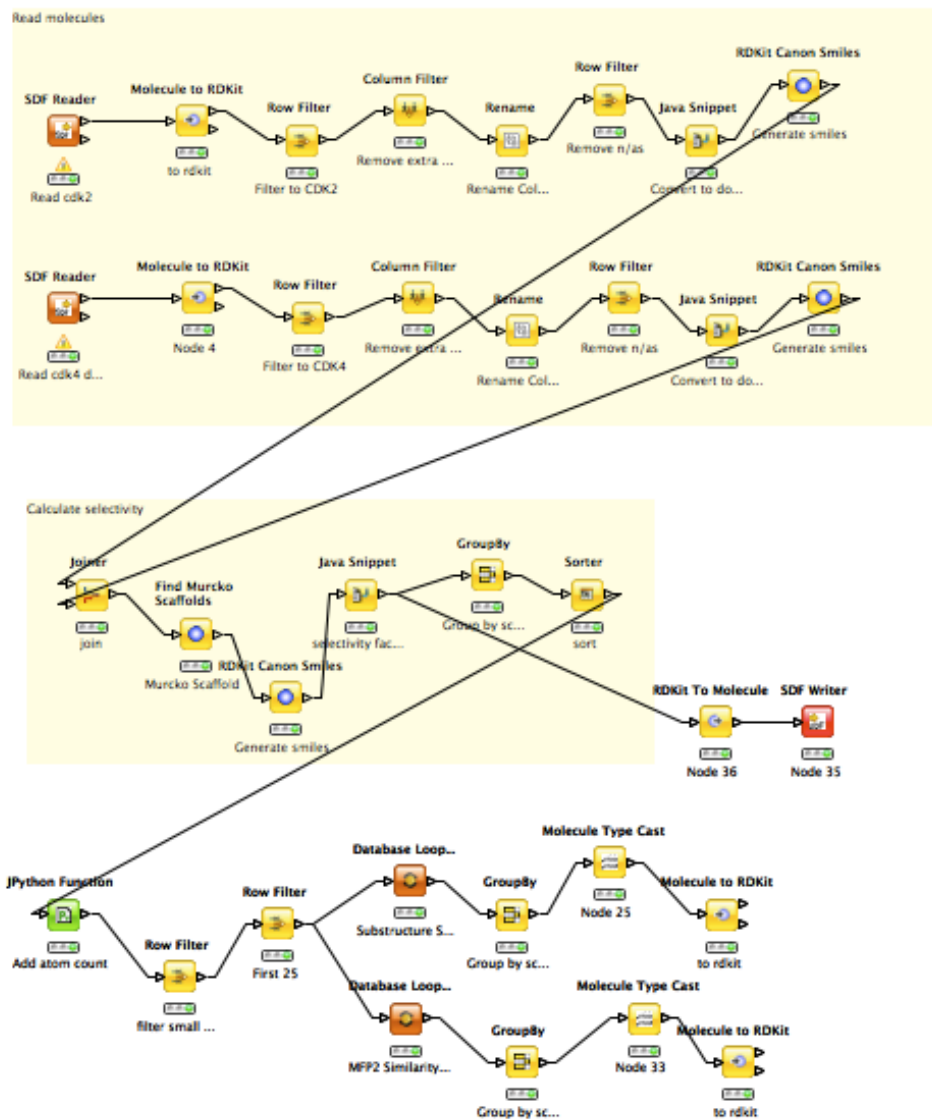 Read molecules
SDF Reader
Read cdk2
Molecule to RDKit
to rdkit
Row Filter
Filter to CDK2
Column Filter
Remove extra ...
Rename
Rename Col...
Row Filter
Remove n/as
Java Snippet
Convert to do...
RDKit Canon Smiles
Generate smiles
SDF Reader
Read cdk4 d...
Molecule to RDKit
Node 4
Row Filter
Filter to CDK4
Column Filter
Remove extra ...
Rename
Rename Col...
Row Filter
Remove n/as
Java Snippet
Convert to do...
RDKit Canon Smiles
Generate smiles
Calculate selectivity
Joiner
join
Find Murcko
Scaffolds
Murcko Scaffold
RDKit Canon Smiles
Generate smiles
Java Snippet
selectivity fac...
GroupBy
Group by sc...
Sorter
sort
RDKit To Molecule
Node 36
SDF Writer
Node 35
JPython Function
Add atom count
Row Filter
filter small ...
Row Filter
First 25
Database Loop...
Substructure S...
GroupBy
Group by sc...
Molecule Type Cast
Node 25
Molecule to RDKit
to rdkit
Database Loop...
MFP2 Similarity...
GroupBy
Group by sc...
Molecule Type Cast
Node 33
Molecule to RDKit
to rdkit